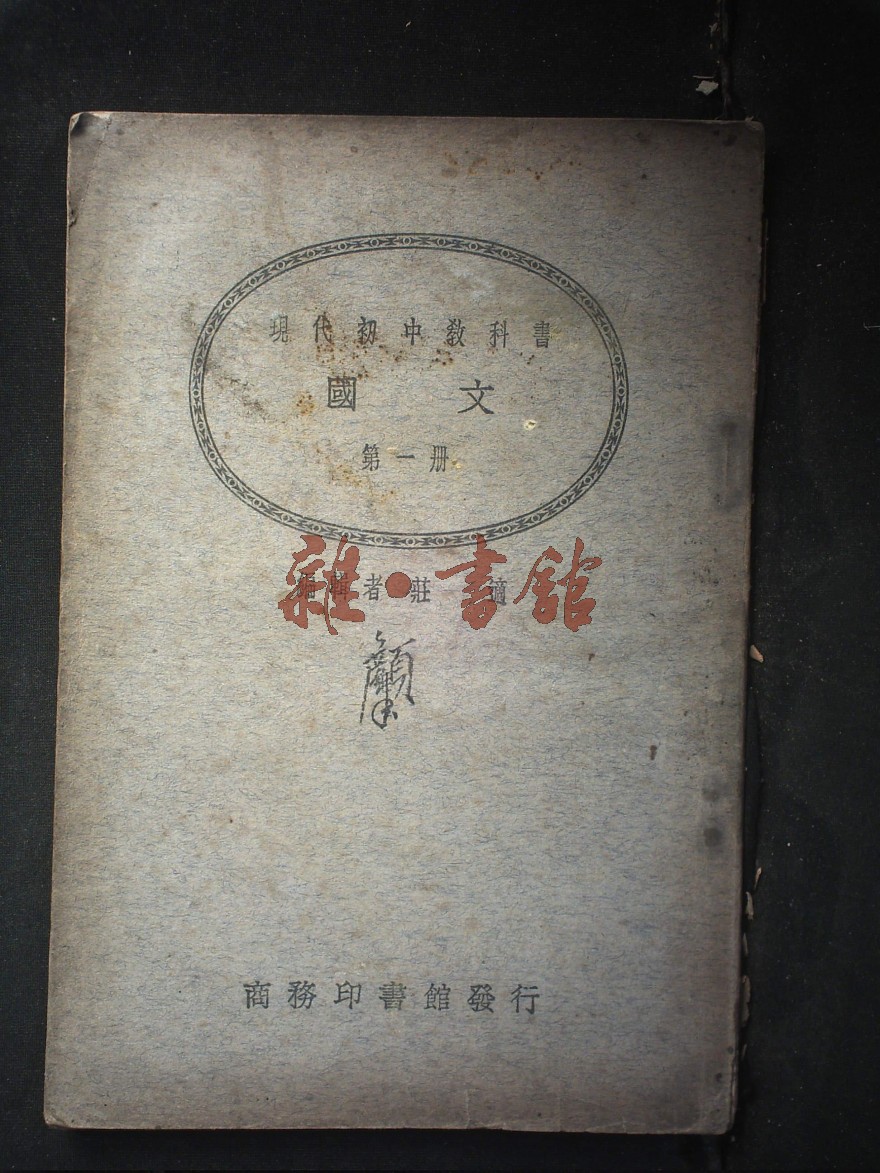 現代初中教科書
國文
第一册
編輯者 莊適
雜·書館
商務印書館發行